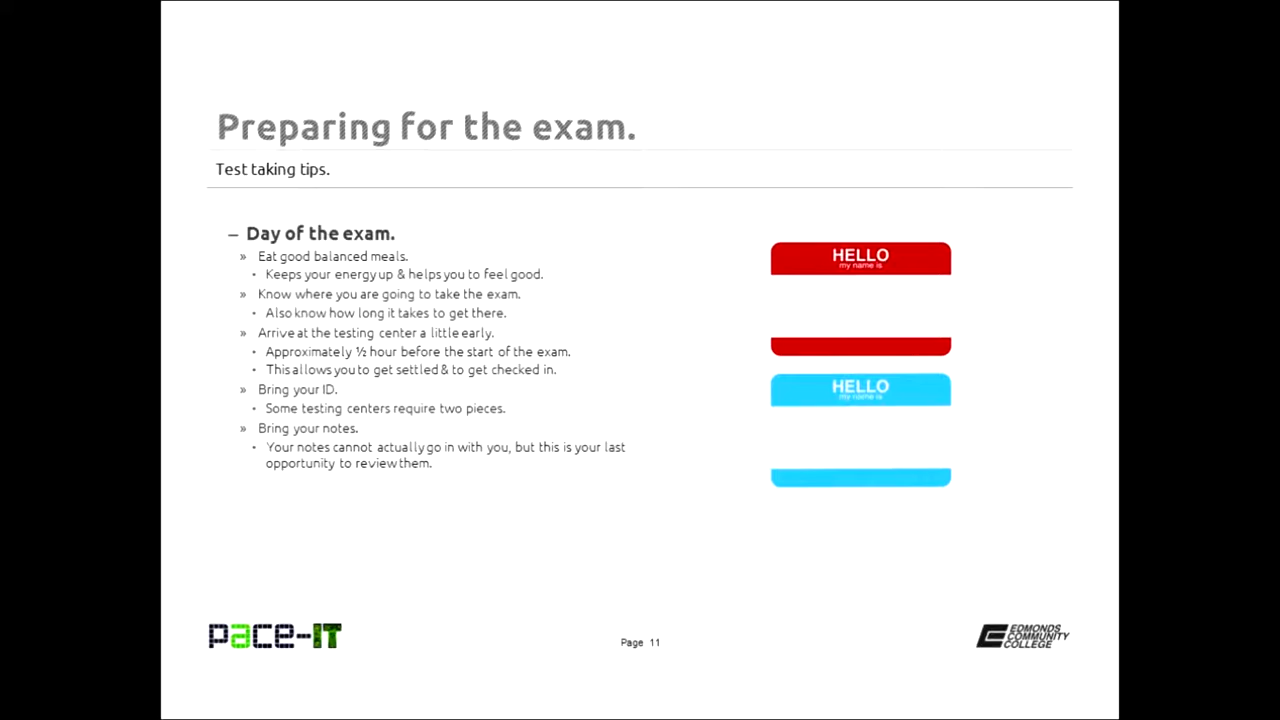 Preparing for the exam.
Test taking tips.
– Day of the exam.
» Eat good balanced meals.
• Keeps your energy up & helps you to feel good.
» Know where you are going to take the exam.
• Also know how long it takes to get there.
» Arrive at the testing center a little early.
• Approximately ½ hour before the start of the exam.
• This allows you to get settled & to get checked in.
» Bring your ID.
• Some testing centers require two pieces.
» Bring your notes.
• Your notes cannot actually go in with you, but this is your last
opportunity to review them.
HELLO
my name is
HELLO
my name is
pace-IT
Page 11
EDMONDS
COMMUNITY
COLLEGE